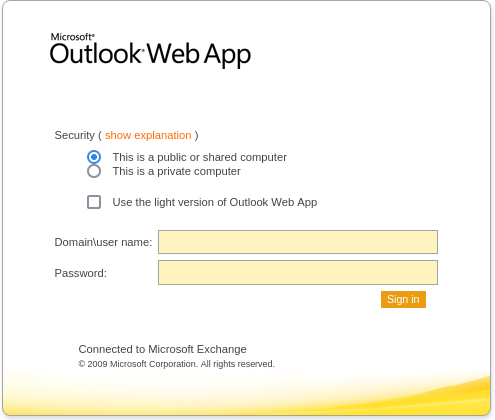 Microsoft®
Outlook® Web App
Security ( show explanation )
This is a public or shared computer
This is a private computer
Use the light version of Outlook Web App
Domain\user name:
Password:
Sign in
Connected to Microsoft Exchange
© 2009 Microsoft Corporation. All rights reserved.